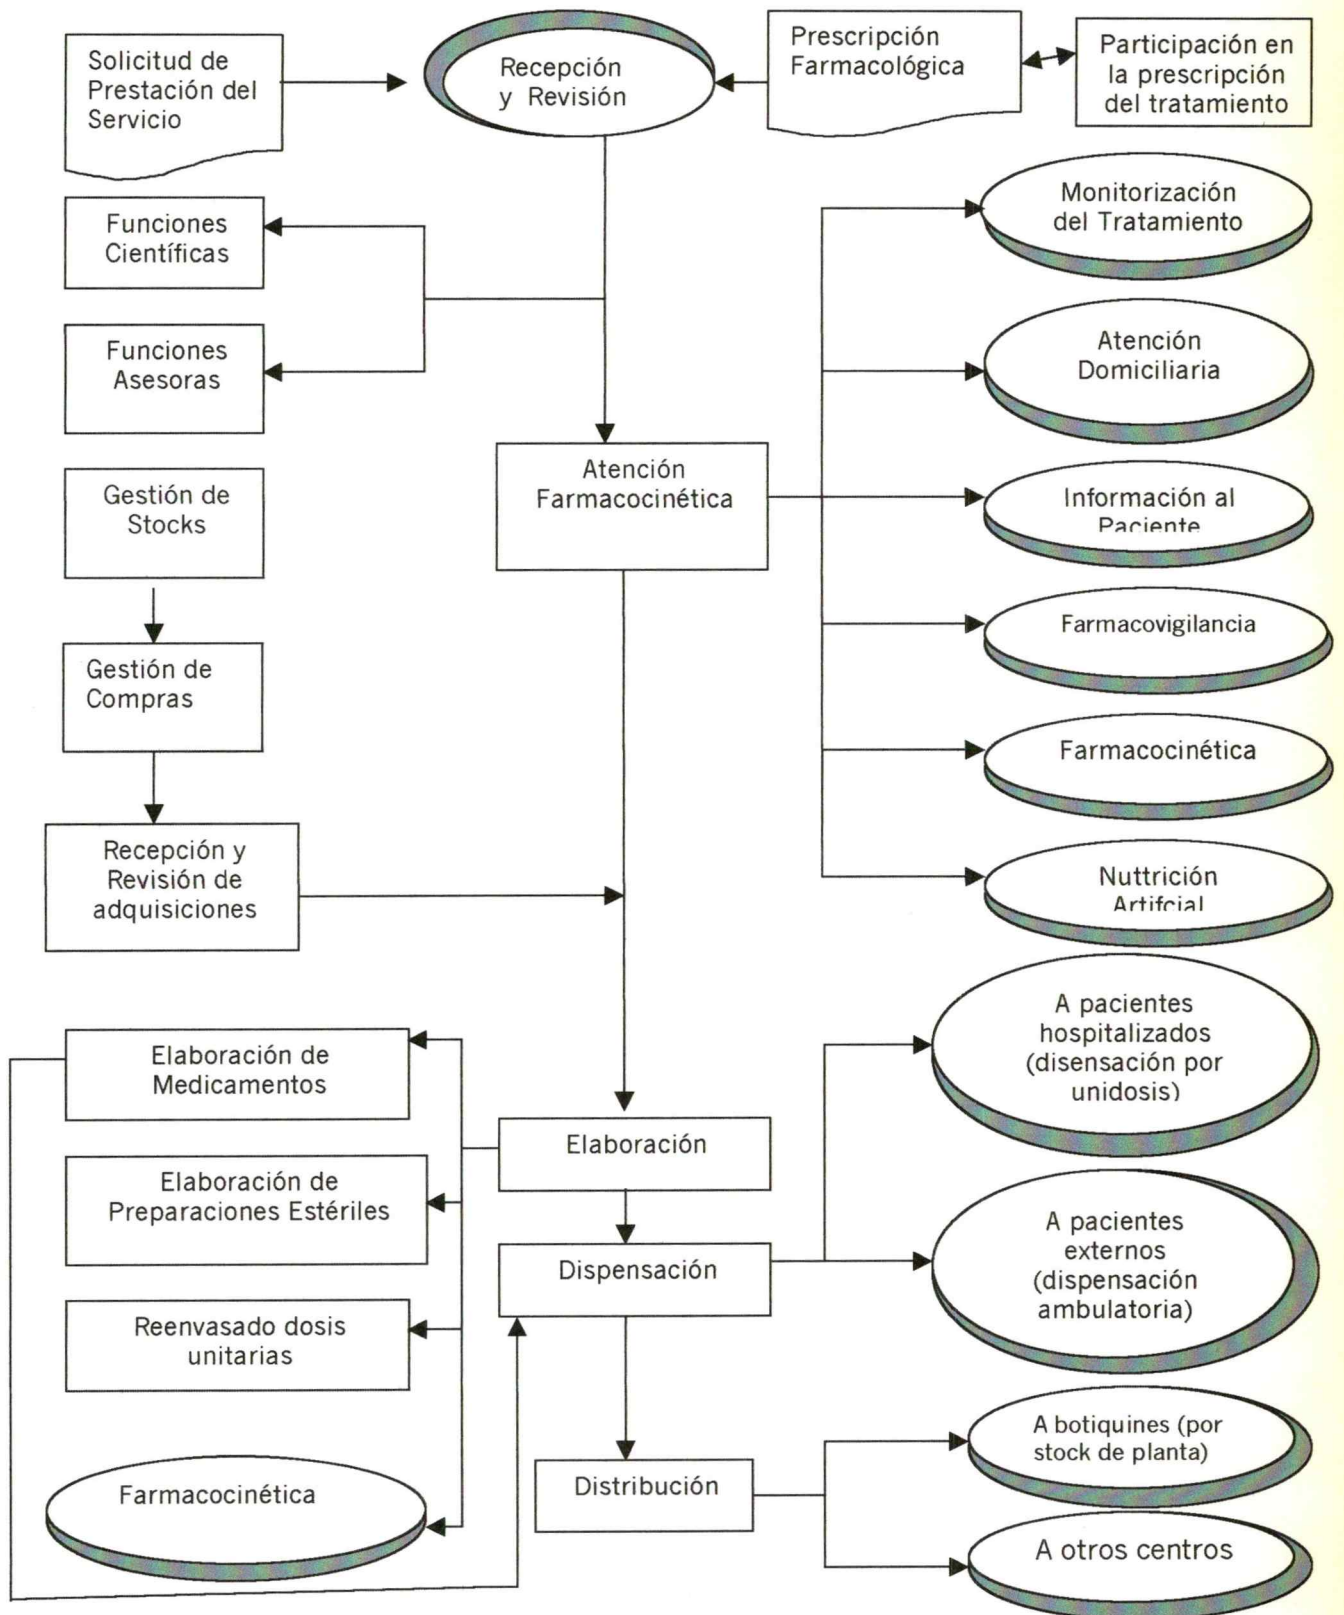 Solicitud de
Prestación del
Servicio
Recepción
y Revisión
Prescripción
Farmacológica
Participación en
la prescripción
del tratamiento
Funciones
Científicas
Monitorización
del Tratamiento
Funciones
Asesoras
Atención
Domiciliaria
Gestión de
Stocks
Atención
Farmacocinética
Información al
Paciente
Gestión de
Compras
Farmacovigilancia
Farmacocinética
Recepción y
Revisión de
adquisiciones
Nuttrición
Artifcial
A pacientes
hospitalizados
(disensación por
unidosis)
Elaboración de
Medicamentos
Elaboración
Elaboración de
Preparaciones Estériles
A pacientes
externos
(dispensación
ambulatoria)
Dispensación
Reenvasado dosis
unitarias
A botiquines (por
stock de planta)
Farmacocinética
Distribución
A otros centros